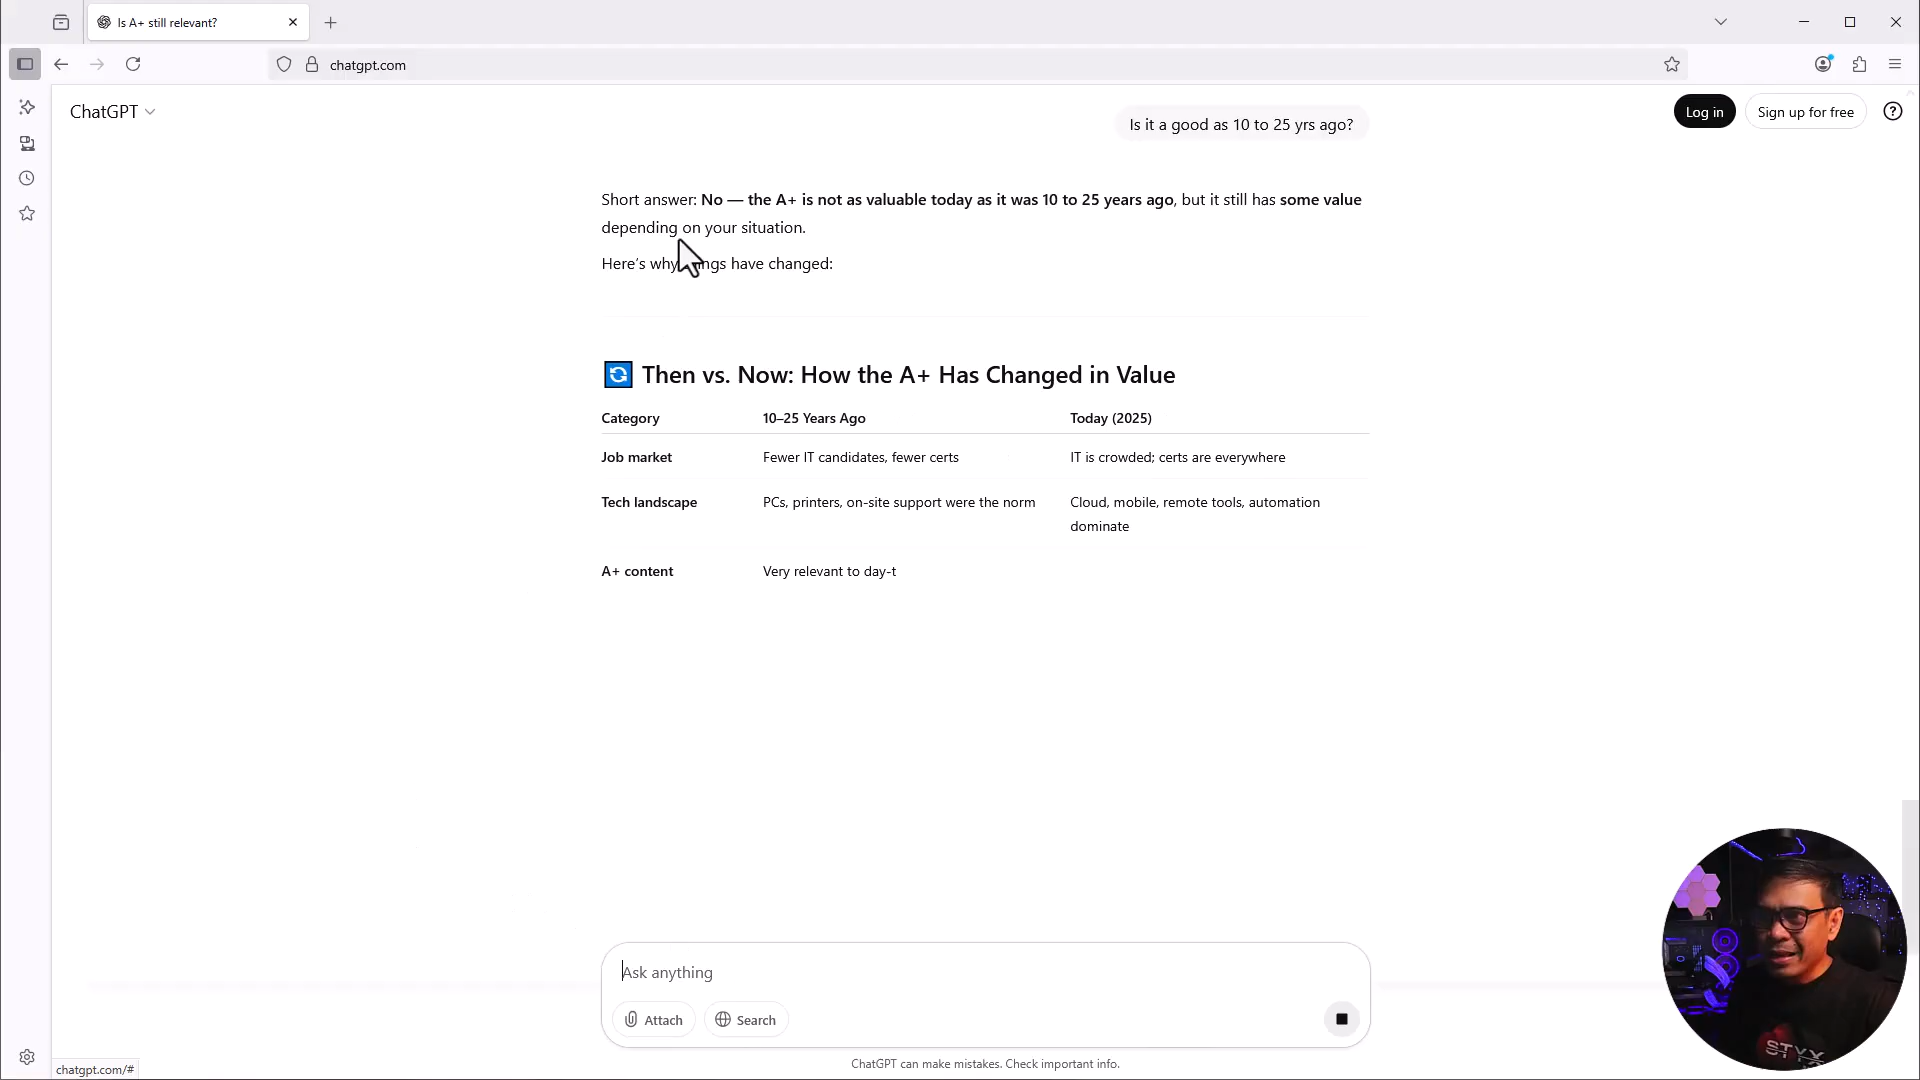 Is A+ still relevant?
chatgpt.com
ChatGPT
Log in
Sign up for free
Is it a good as 10 to 25 yrs ago?
Short answer: No — the A+ is not as valuable today as it was 10 to 25 years ago, but it still has some value
depending on your situation.
Here's why ngs have changed:
Then vs. Now: How the A+ Has Changed in Value
Category 10–25 Years Ago Today (2025)
Job market Fewer IT candidates, fewer certs IT is crowded; certs are everywhere
Tech landscape PCs, printers, on-site support were the norm Cloud, mobile, remote tools, automation
dominate
A+ content Very relevant to day-t
Ask anything
Attach
Search
ChatGPT can make mistakes. Check important info.
chatgpt.com/#
STYX